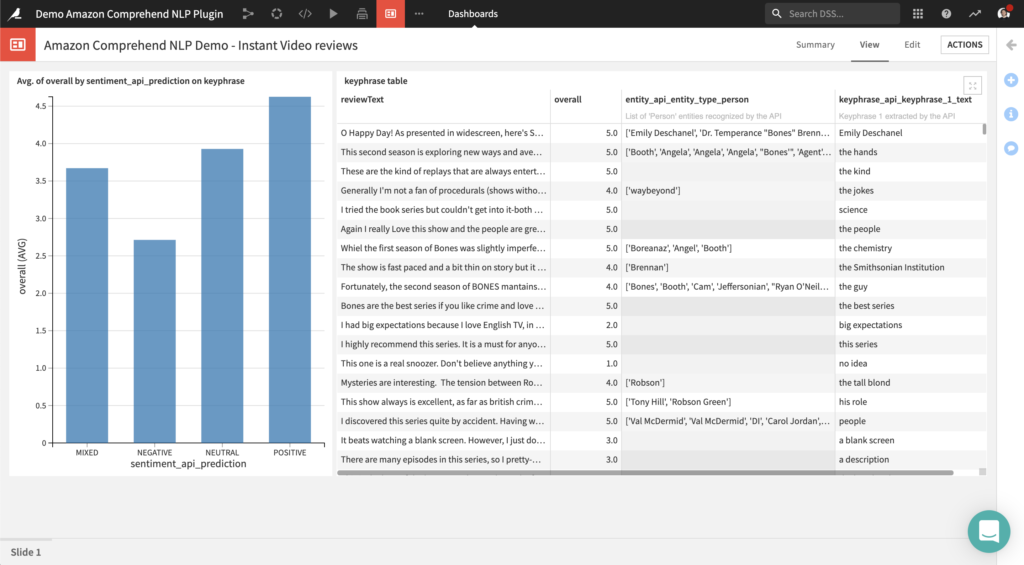 Demo Amazon Comprehend NLP Plugin
Dashboards
Search DSS...
Amazon Comprehend NLP Demo - Instant Video reviews
Summary View Edit ACTIONS
Avg. of overall by sentiment_api_prediction on keyphrase
overall (AVG)
4.5
4.0
3.5
3.0
2.5
2.0
1.5
1.0
0.5
0
MIXED NEGATIVE NEUTRAL POSITIVE
sentiment_api_prediction
keyphrase table
reviewText overall entity_api_entity_type_person keyphrase_api_keyphrase_1_text
List of 'Person' entities recognized by the API Keyphrase 1 extracted by the API
O Happy Day! As presented in widescreen, here's S... 5.0 ['Emily Deschanel', 'Dr. Temperance "Bones" Brenn... Emily Deschanel
This second season is exploring new ways and ave... 5.0 ['Booth', 'Angela', 'Angela', 'Angela', "Bones'", 'Agent'... the hands
These are the kind of replays that are always entert... 5.0 the kind
Generally I'm not a fan of procedurals (shows witho... 4.0 ['waybeyond'] the jokes
I tried the book series but couldn't get into it-both ... 5.0 science
Again I really Love this show and the people are gre... 5.0 the people
Whiel the first season of Bones was slightly imperfe... 5.0 ['Boreanaz', 'Angel', 'Booth'] the chemistry
The show is fast paced and a bit thin on story but it ... 4.0 ['Brennan'] the Smithsonian Institution
Fortunately, the second season of BONES mantains... 4.0 ['Bones', 'Booth', 'Cam', 'Jeffersonian', "Ryan O'Neil... the guy
Bones are the best series if you like crime and love ... 5.0 the best series
I had big expectations because I love English TV, in ... 2.0 big expectations
I highly recommend this series. It is a must for anyo... 5.0 this series
This one is a real snoozer. Don't believe anything y... 1.0 no idea
Mysteries are interesting. The tension between Ro... 4.0 ['Robson'] the tall blond
This show always is excellent, as far as british crim... 5.0 ['Tony Hill', 'Robson Green'] his role
I discovered this series quite by accident. Having w... 5.0 ['Val McDermid', 'Val McDermid', 'DI', 'Carol Jordan',... people
It beats watching a blank screen. However, I just do... 3.0 a blank screen
There are many episodes in this series, so I pretty-... 3.0 a description
Slide 1